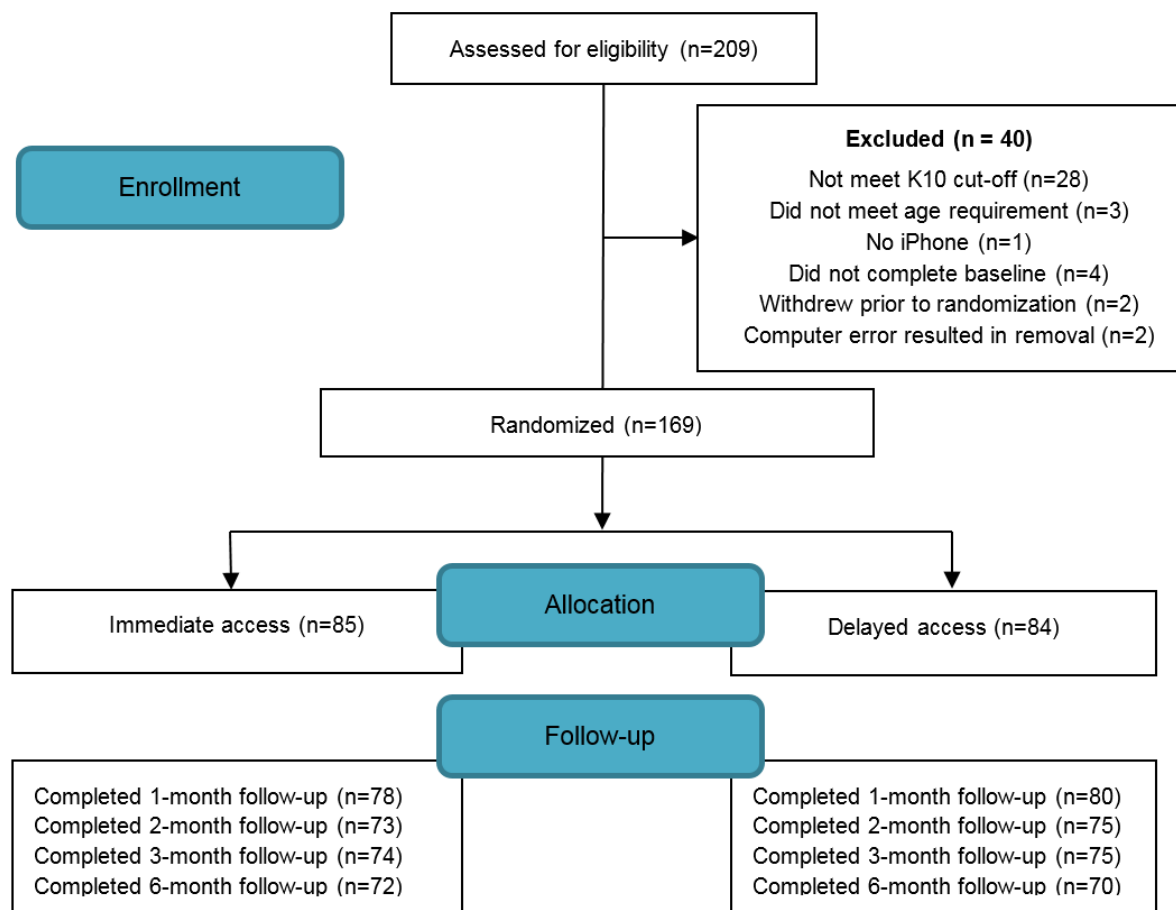 Assessed for eligibility (n=209)
Enrollment
Excluded (n = 40)
Not meet K10 cut-off (n=28)
Did not meet age requirement (n=3)
No iPhone (n=1)
Did not complete baseline (n=4)
Withdrew prior to randomization (n=2)
Computer error resulted in removal (n=2)
Randomized (n=169)
Immediate access (n=85)
Allocation
Delayed access (n=84)
Follow-up
Completed 1-month follow-up (n=78)
Completed 2-month follow-up (n=73)
Completed 3-month follow-up (n=74)
Completed 6-month follow-up (n=72)
Completed 1-month follow-up (n=80)
Completed 2-month follow-up (n=75)
Completed 3-month follow-up (n=75)
Completed 6-month follow-up (n=70)